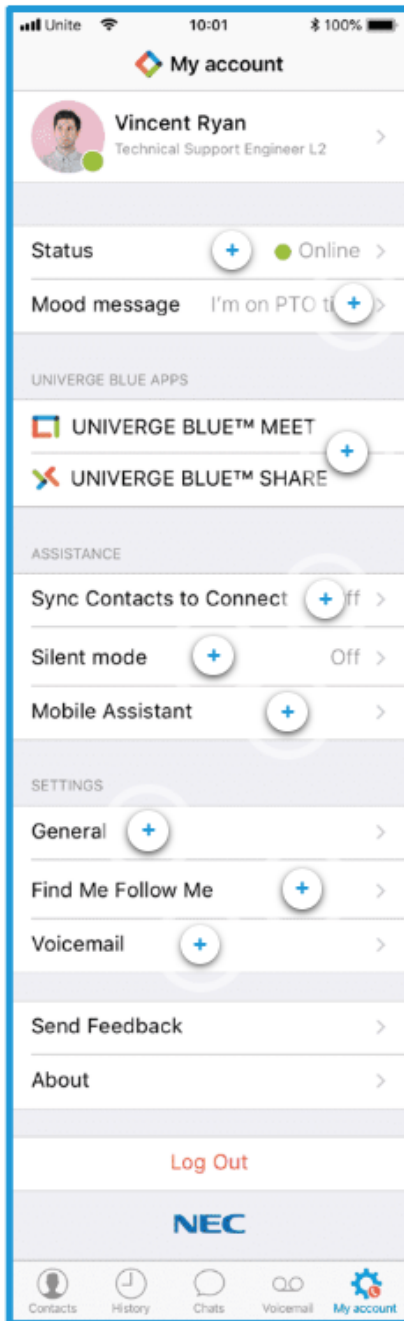 Unite 10:01 100%
My account
Vincent Ryan
Technical Support Engineer L2
Status Online
Mood message I'm on PTO
UNIVERGE BLUE APPS
UNIVERGE BLUE™ MEET
UNIVERGE BLUE™ SHARE
ASSISTANCE
Sync Contacts to Connect
Silent mode Off
Mobile Assistant
SETTINGS
General
Find Me Follow Me
Voicemail
Send Feedback
About
Log Out
NEC
Contacts History Chats Voicemail My account